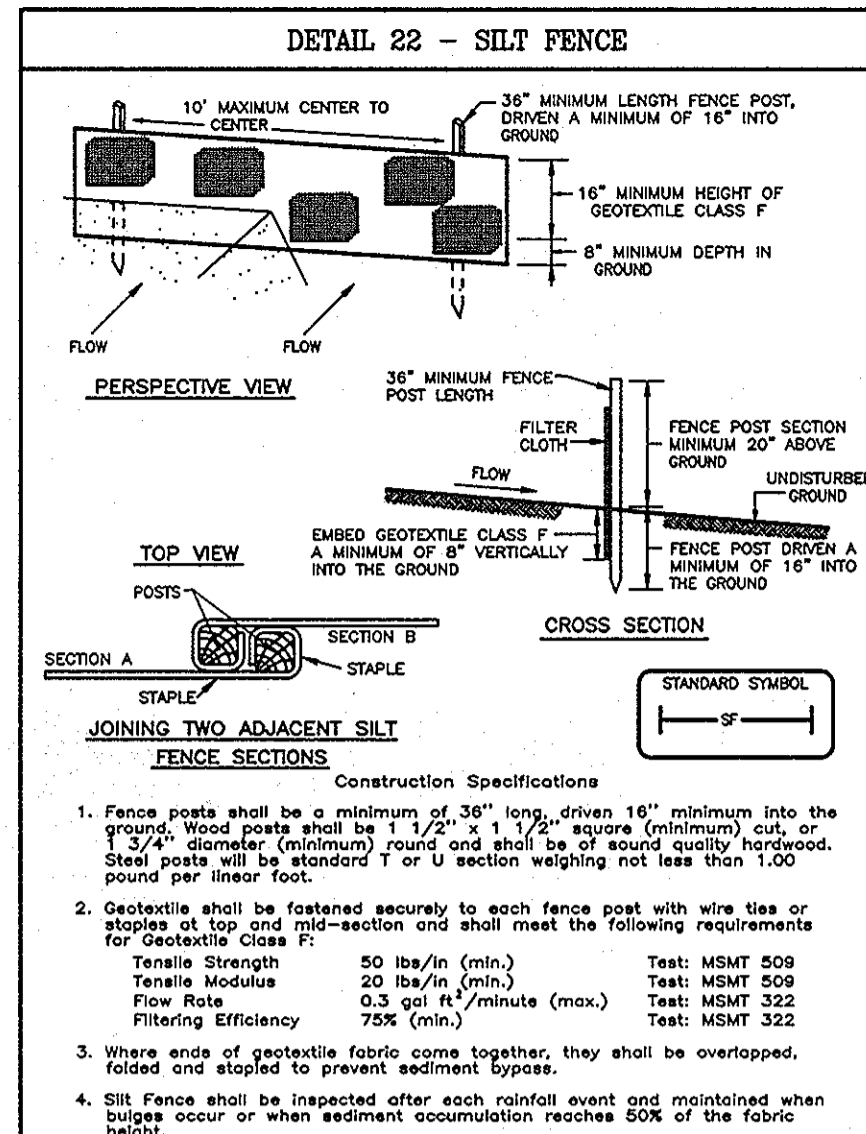 DETAIL 22 – SILT FENCE
10' MAXIMUM CENTER TO
CENTER
36" MINIMUM LENGTH FENCE POST,
DRIVEN A MINIMUM OF 16" INTO
GROUND
16" MINIMUM HEIGHT OF
GEOTEXTILE CLASS F
8" MINIMUM DEPTH IN
GROUND
FLOW
FLOW
PERSPECTIVE VIEW
36" MINIMUM FENCE
POST LENGTH
FILTER
CLOTH
FENCE POST SECTION
MINIMUM 20" ABOVE
GROUND
FLOW
UNDISTURBED
GROUND
EMBED GEOTEXTILE CLASS F
A MINIMUM OF 8" VERTICALLY
INTO THE GROUND
FENCE POST DRIVEN A
MINIMUM OF 16" INTO
THE GROUND
CROSS SECTION
TOP VIEW
POSTS
SECTION B
SECTION A
STAPLE
STAPLE
JOINING TWO ADJACENT SILT
FENCE SECTIONS
STANDARD SYMBOL
SF
Construction Specifications
1. Fence posts shall be a minimum of 36" long, driven 16" minimum into the
ground. Wood posts shall be 1 1/2" x 1 1/2" square (minimum) cut, or
1 3/4" diameter (minimum) round and shall be of sound quality hardwood.
Steel posts will be standard T or U section weighing not less than 1.00
pound per linear foot.
2. Geotextile shall be fastened securely to each fence post with wire ties or
staples at top and mid-section and shall meet the following requirements
for Geotextile Class F:
Tensile Strength 50 lbs/in (min.) Test: MSMT 509
Tensile Modulus 20 lbs/in (min.) Test: MSMT 509
Flow Rate 0.3 gal ft²/minute (max.) Test: MSMT 322
Filtering Efficiency 75% (min.) Test: MSMT 322
3. Where ends of geotextile fabric come together, they shall be overlapped,
folded and stapled to prevent sediment bypass.
4. Silt Fence shall be inspected after each rainfall event and maintained when
bulges occur or when sediment accumulation reaches 50% of the fabric
height.